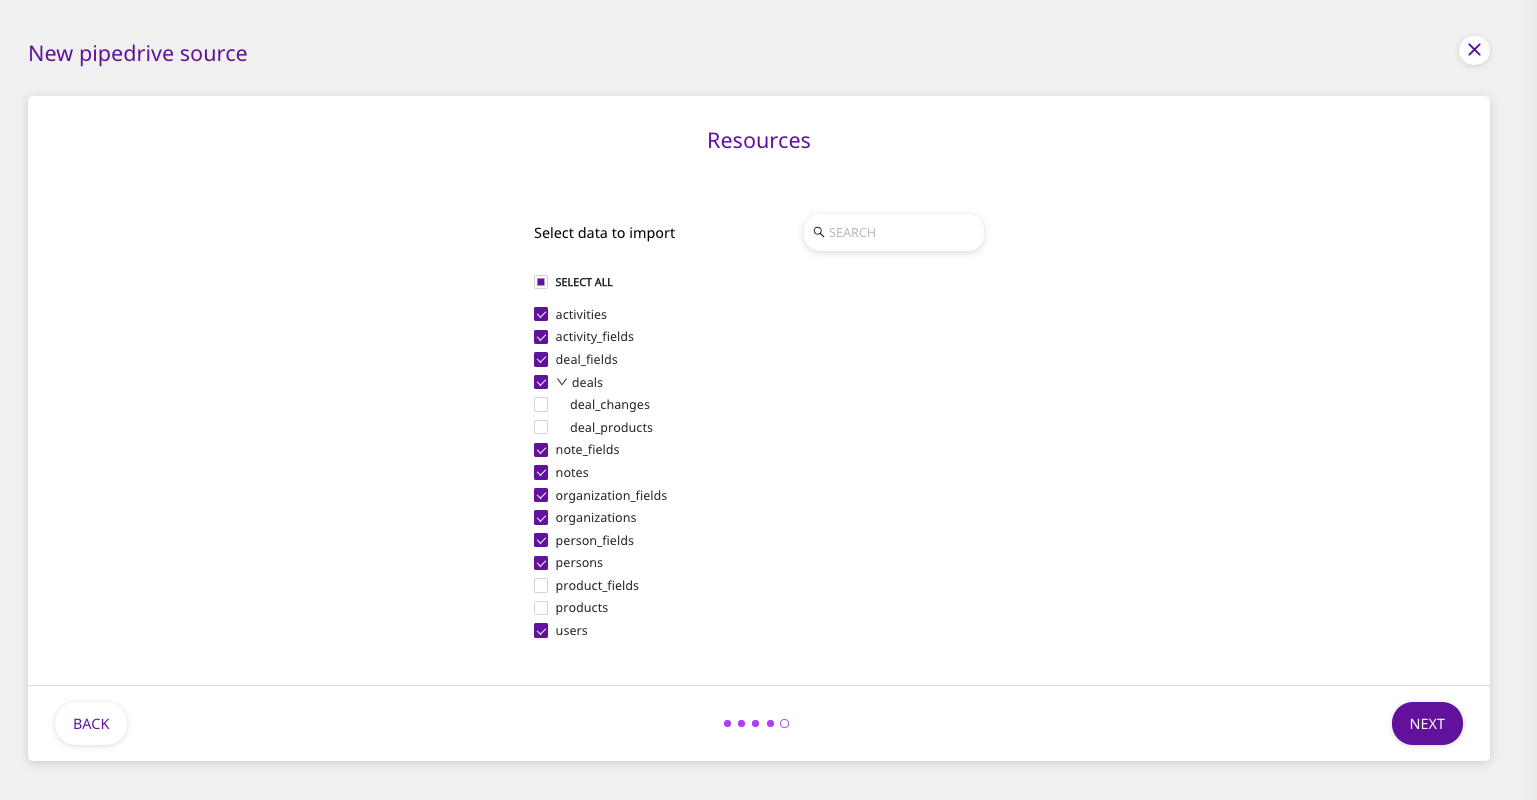 New pipedrive source
Resources
Select data to import
SEARCH
SELECT ALL
activities
activity_fields
deal_fields
deals
deal_changes
deal_products
note_fields
notes
organization_fields
organizations
person_fields
persons
product_fields
products
users
BACK
NEXT